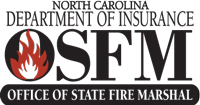 NORTH CAROLINA
DEPARTMENT OF INSURANCE
OSFM
OFFICE OF STATE FIRE MARSHAL